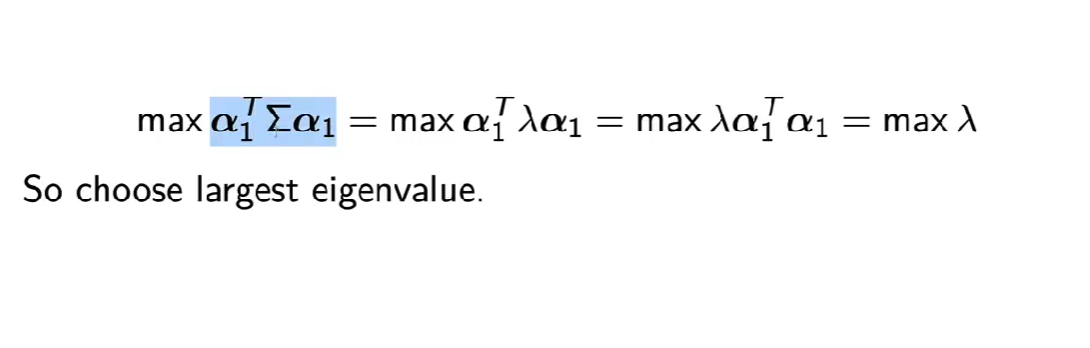 max α₁ᵀΣα₁ = max α₁ᵀλα₁ = max λα₁ᵀα₁ = max λ
So choose largest eigenvalue.